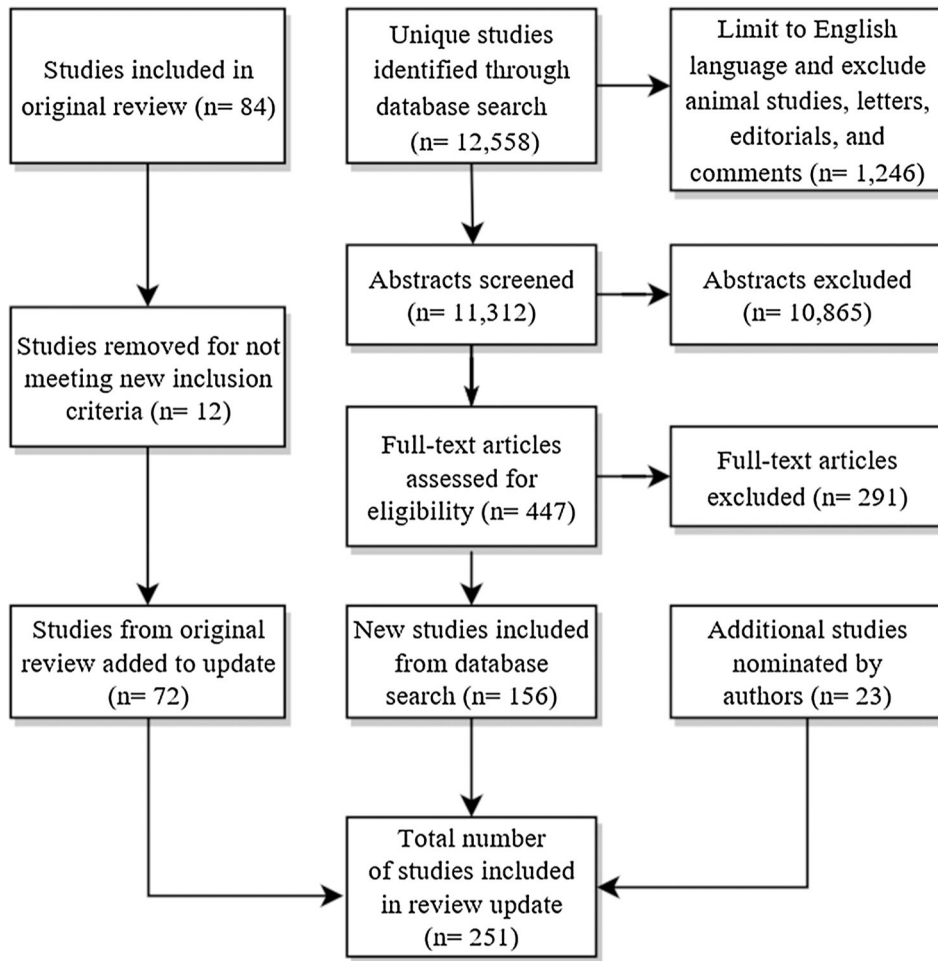 Studies included in
original review (n= 84)
Unique studies
identified through
database search
(n= 12,558)
Limit to English
language and exclude
animal studies, letters,
editorials, and
comments (n= 1,246)
Abstracts screened
(n= 11,312)
Abstracts excluded
(n= 10,865)
Studies removed for not
meeting new inclusion
criteria (n= 12)
Full-text articles
assessed for
eligibility (n= 447)
Full-text articles
excluded (n= 291)
Studies from original
review added to update
(n= 72)
New studies included
from database
search (n= 156)
Additional studies
nominated by
authors (n= 23)
Total number
of studies included
in review update
(n= 251)